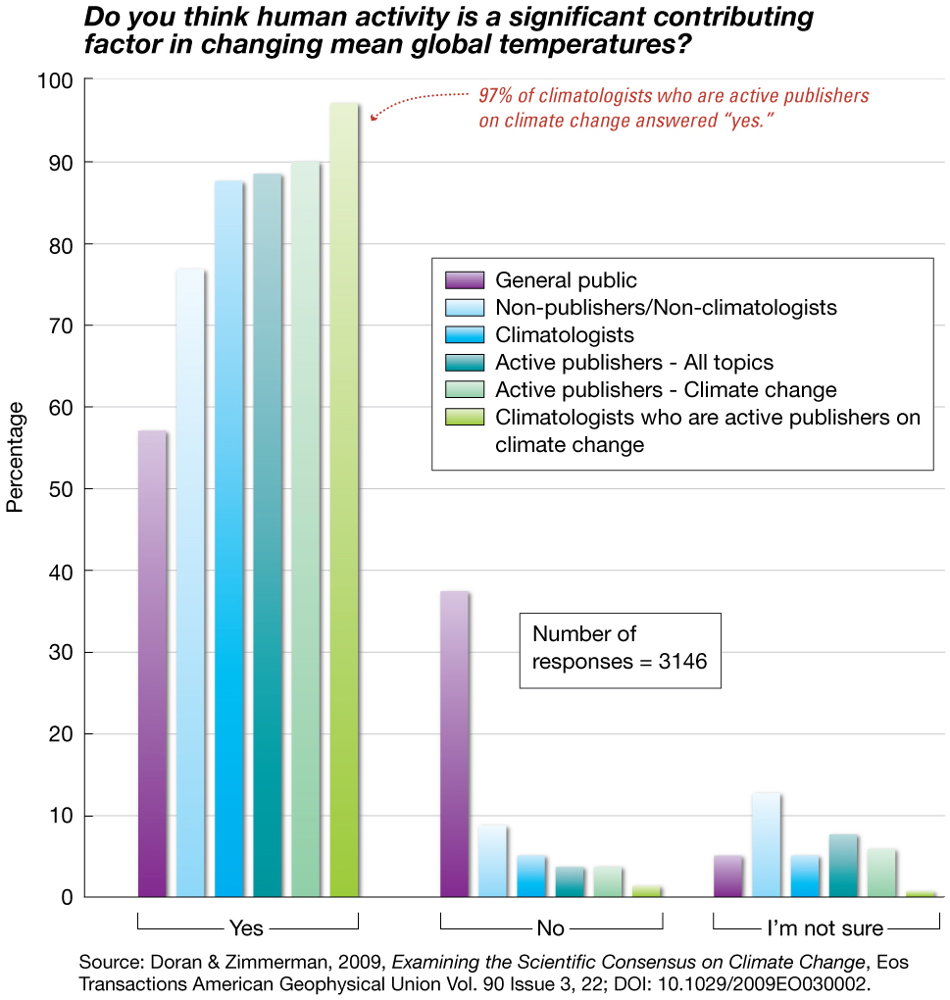 Do you think human activity is a significant contributing
factor in changing mean global temperatures?
100
90
80
70
60
50
40
30
20
10
0
Percentage
97% of climatologists who are active publishers
on climate change answered “yes.”
General public
Non-publishers/Non-climatologists
Climatologists
Active publishers - All topics
Active publishers - Climate change
Climatologists who are active publishers on
climate change
Number of
responses = 3146
Yes
No
I’m not sure
Source: Doran & Zimmerman, 2009, Examining the Scientific Consensus on Climate Change, Eos
Transactions American Geophysical Union Vol. 90 Issue 3, 22; DOI: 10.1029/2009EO030002.